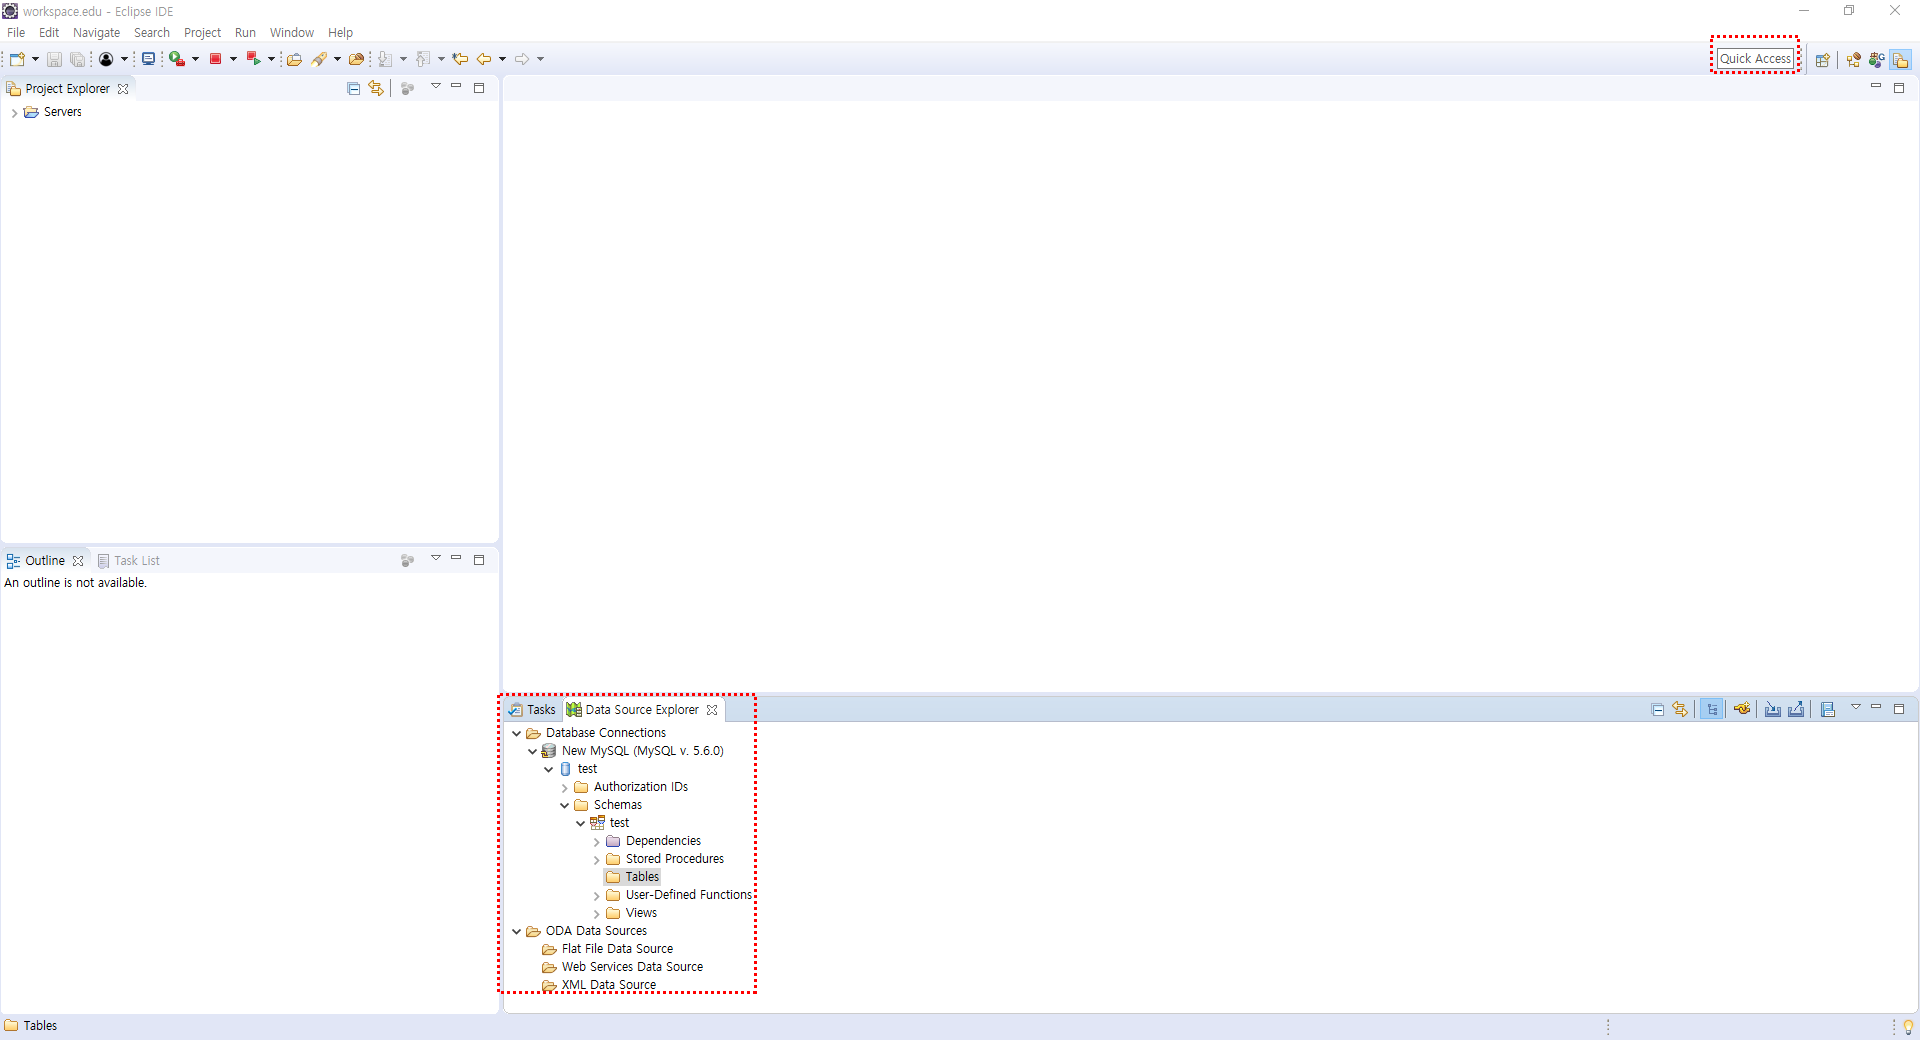 workspace.edu - Eclipse IDE
File Edit Navigate Search Project Run Window Help
Quick Access
Project Explorer
Servers
Outline Task List
An outline is not available.
Tasks Data Source Explorer
Database Connections
New MySQL (MySQL v. 5.6.0)
test
Authorization IDs
Schemas
test
Dependencies
Stored Procedures
Tables
User-Defined Functions
Views
ODA Data Sources
Flat File Data Source
Web Services Data Source
XML Data Source
Tables